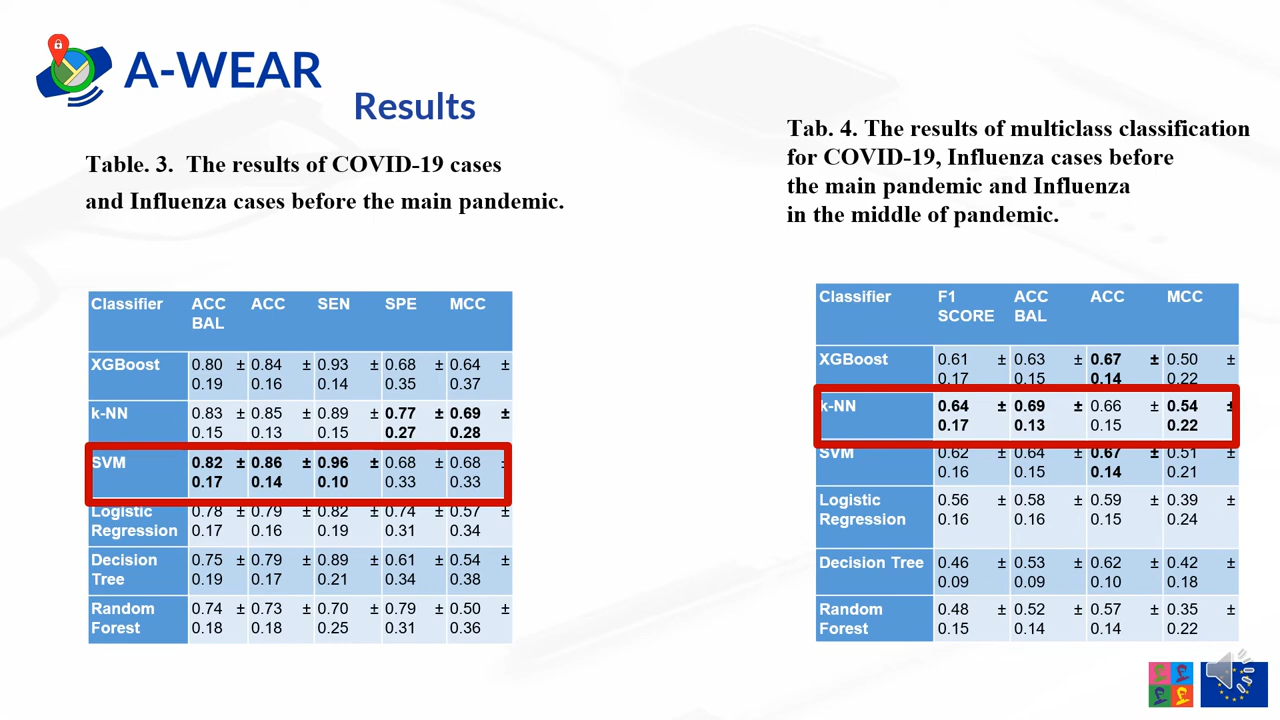 A-WEAR
Results
Table. 3. The results of COVID-19 cases
and Influenza cases before the main pandemic.
Classifier ACC BAL ACC SEN SPE MCC
XGBoost 0.80 ± 0.19 0.84 ± 0.16 0.93 ± 0.14 0.68 ± 0.35 0.64 ± 0.37
k-NN 0.83 ± 0.15 0.85 ± 0.13 0.89 ± 0.15 0.77 ± 0.27 0.69 ± 0.28
SVM 0.82 ± 0.17 0.86 ± 0.14 0.96 ± 0.10 0.68 ± 0.33 0.68 ± 0.33
Logistic Regression 0.78 ± 0.17 0.79 ± 0.16 0.82 ± 0.19 0.74 ± 0.31 0.57 ± 0.34
Decision Tree 0.75 ± 0.19 0.79 ± 0.17 0.89 ± 0.21 0.61 ± 0.34 0.54 ± 0.38
Random Forest 0.74 ± 0.18 0.73 ± 0.18 0.70 ± 0.25 0.79 ± 0.31 0.50 ± 0.36
Tab. 4. The results of multiclass classification
for COVID-19, Influenza cases before
the main pandemic and Influenza
in the middle of pandemic.
Classifier F1 SCORE ACC BAL ACC MCC
XGBoost 0.61 ± 0.17 0.63 ± 0.15 0.67 ± 0.14 0.50 ± 0.22
k-NN 0.64 ± 0.17 0.69 ± 0.13 0.66 ± 0.15 0.54 ± 0.22
SVM 0.62 ± 0.16 0.64 ± 0.15 0.67 ± 0.14 0.51 ± 0.21
Logistic Regression 0.56 ± 0.16 0.58 ± 0.16 0.59 ± 0.15 0.39 ± 0.24
Decision Tree 0.46 ± 0.09 0.53 ± 0.09 0.62 ± 0.10 0.42 ± 0.18
Random Forest 0.48 ± 0.15 0.52 ± 0.14 0.57 ± 0.14 0.35 ± 0.22